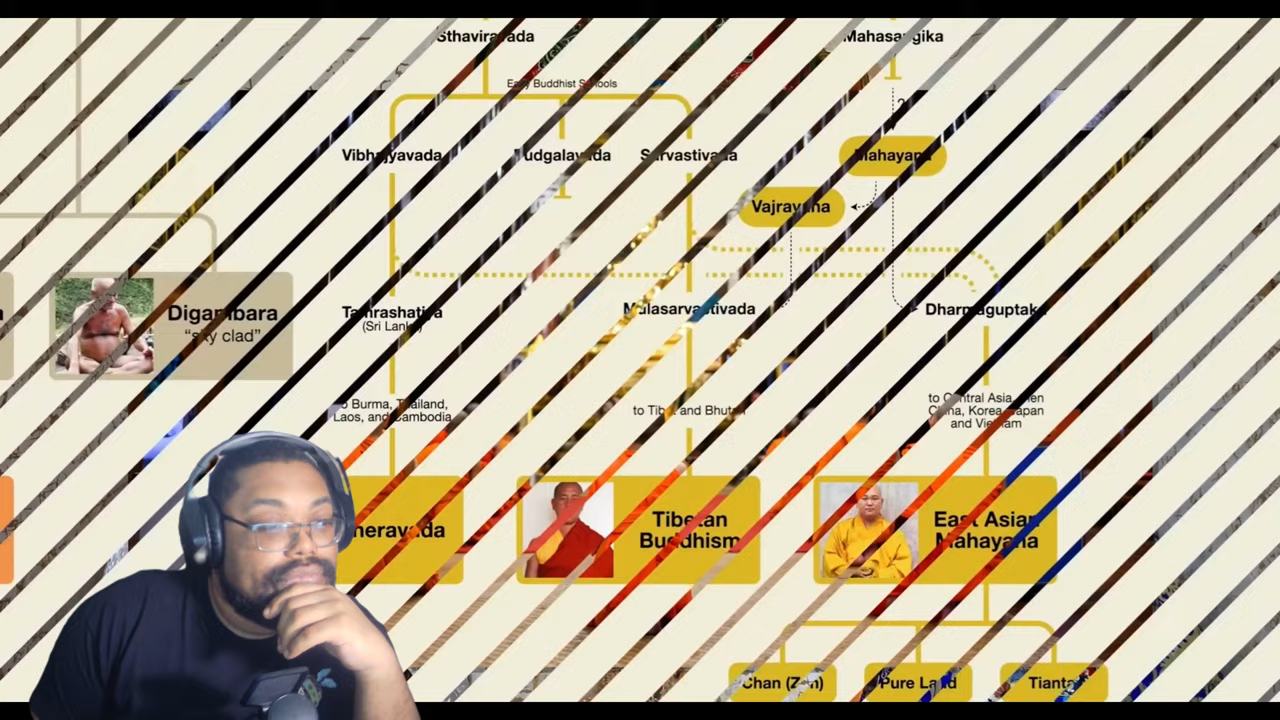 Sthaviravada
Mahasangika
Early Buddhist Schools
?
Vibhajyavada
Pudgalavada
Sarvastivada
Mahayana
Vajrayana
Digambara
"sky clad"
Tamrashatiya
(Sri Lanka)
Mulasarvastivada
Dharmaguptaka
to Burma, Thailand,
Laos, and Cambodia
to Tibet and Bhutan
to Central Asia, then
China, Korea, Japan
and Vietnam
Theravada
Tibetan
Buddhism
East Asian
Mahayana
Chan (Zen)
Pure Land
Tiantai